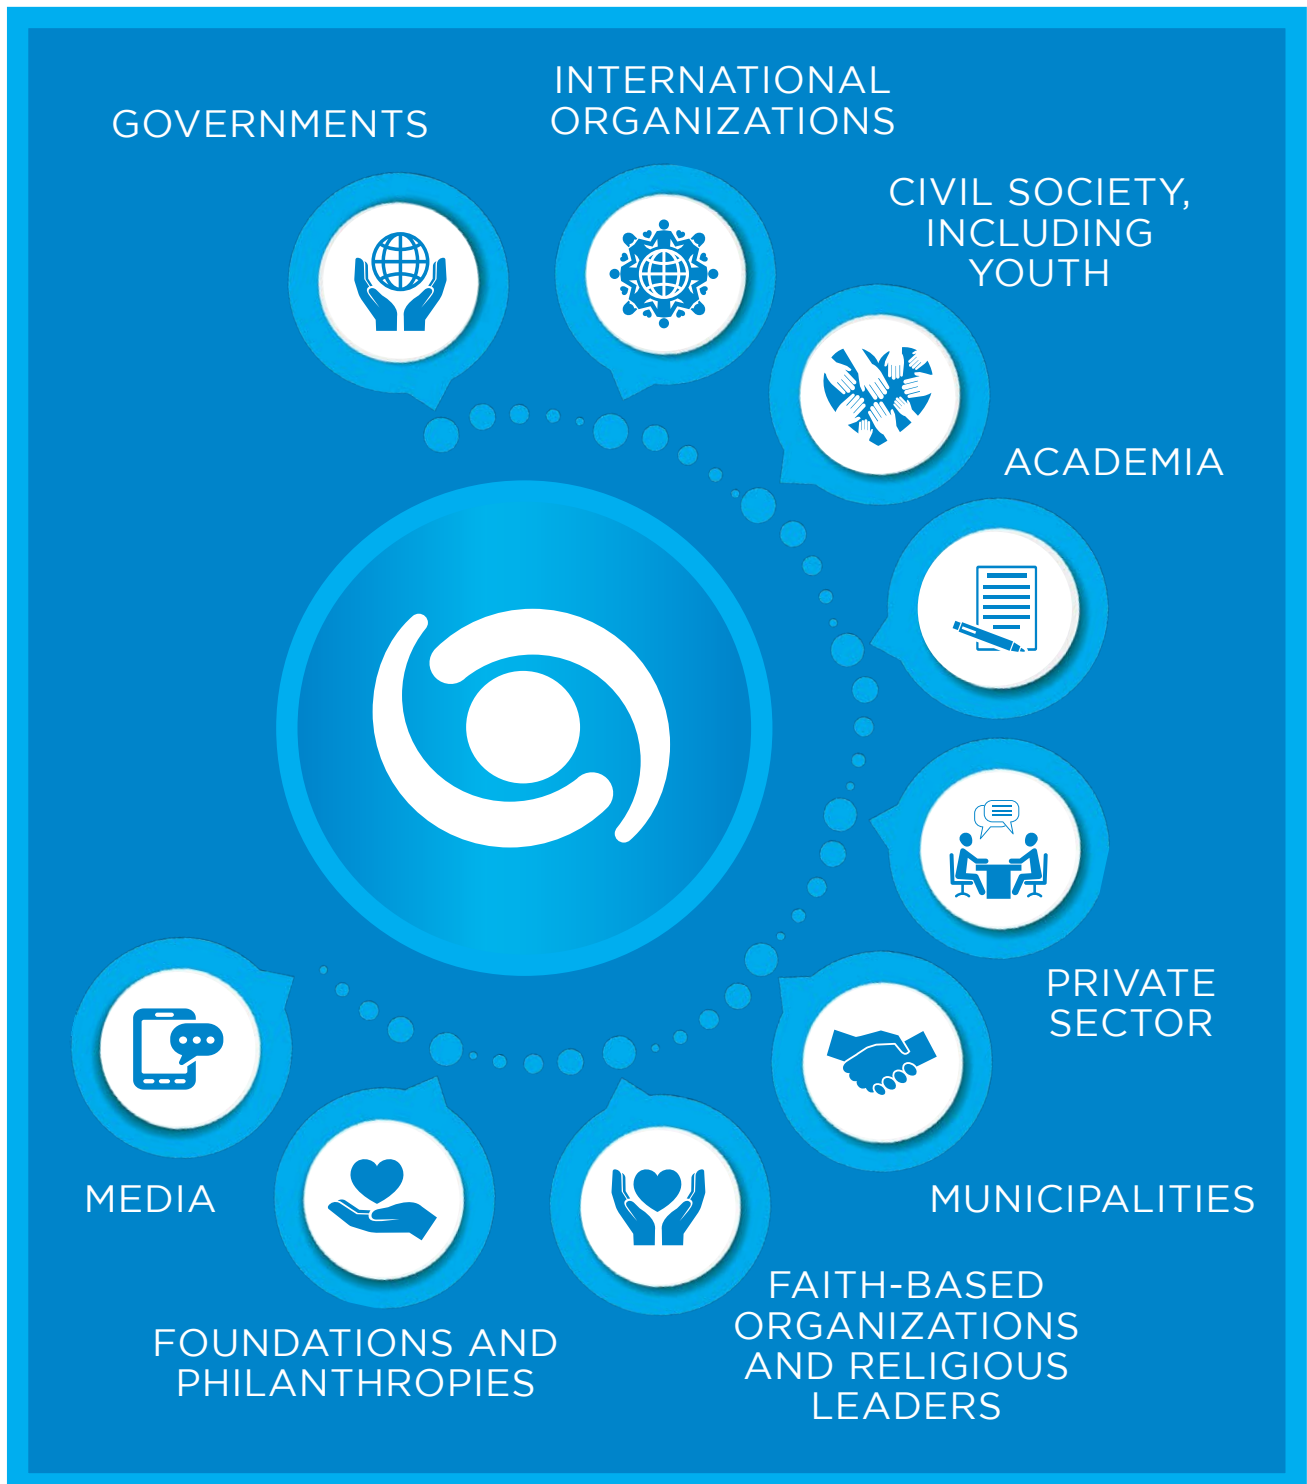 GOVERNMENTS
INTERNATIONAL
ORGANIZATIONS
CIVIL SOCIETY,
INCLUDING
YOUTH
ACADEMIA
PRIVATE
SECTOR
MUNICIPALITIES
FAITH-BASED
ORGANIZATIONS
AND RELIGIOUS
LEADERS
FOUNDATIONS AND
PHILANTHROPIES
MEDIA